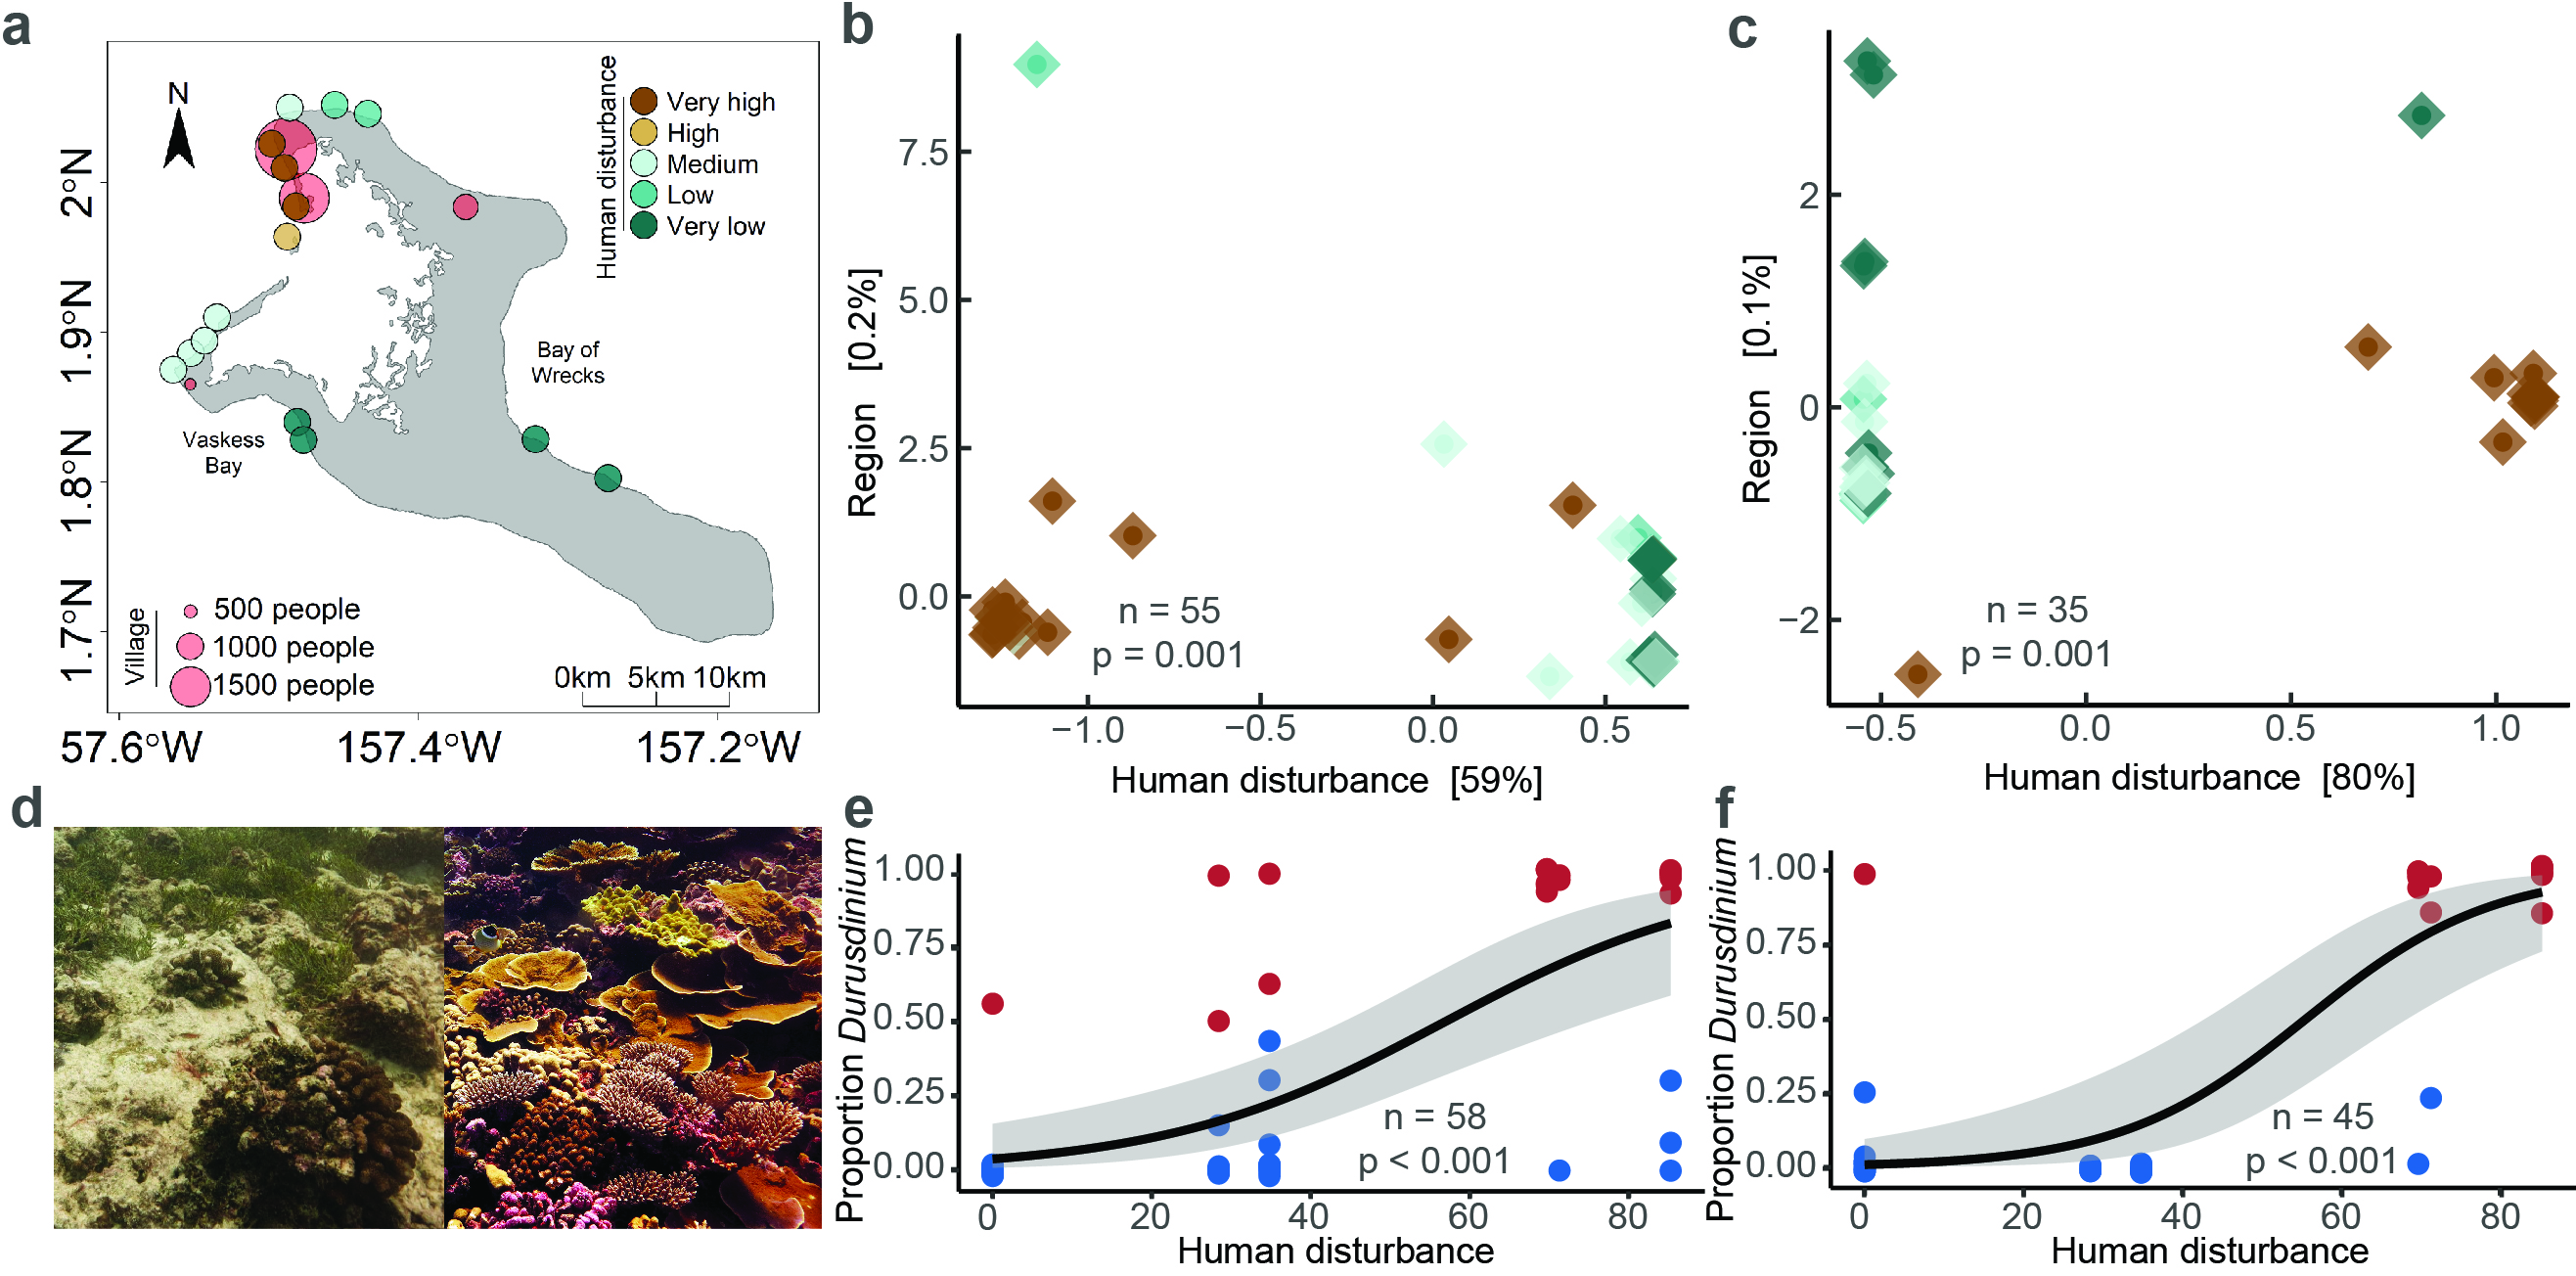 a
N
Human disturbance
Very high
High
Medium
Low
Very low
2°N
1.9°N
1.8°N
1.7°N
Bay of
Wrecks
Vaskess
Bay
Village
500 people
1000 people
1500 people
0km 5km 10km
57.6°W 157.4°W 157.2°W
b
Region [0.2%]
7.5
5.0
2.5
0.0
n = 55
p = 0.001
−1.0 −0.5 0.0 0.5
Human disturbance [59%]
c
Region [0.1%]
2
0
−2
n = 35
p = 0.001
−0.5 0.0 0.5 1.0
Human disturbance [80%]
d
e
Proportion Durusdinium
1.00
0.75
0.50
0.25
0.00
n = 58
p < 0.001
0 20 40 60 80
Human disturbance
f
Proportion Durusdinium
1.00
0.75
0.50
0.25
0.00
n = 45
p < 0.001
0 20 40 60 80
Human disturbance